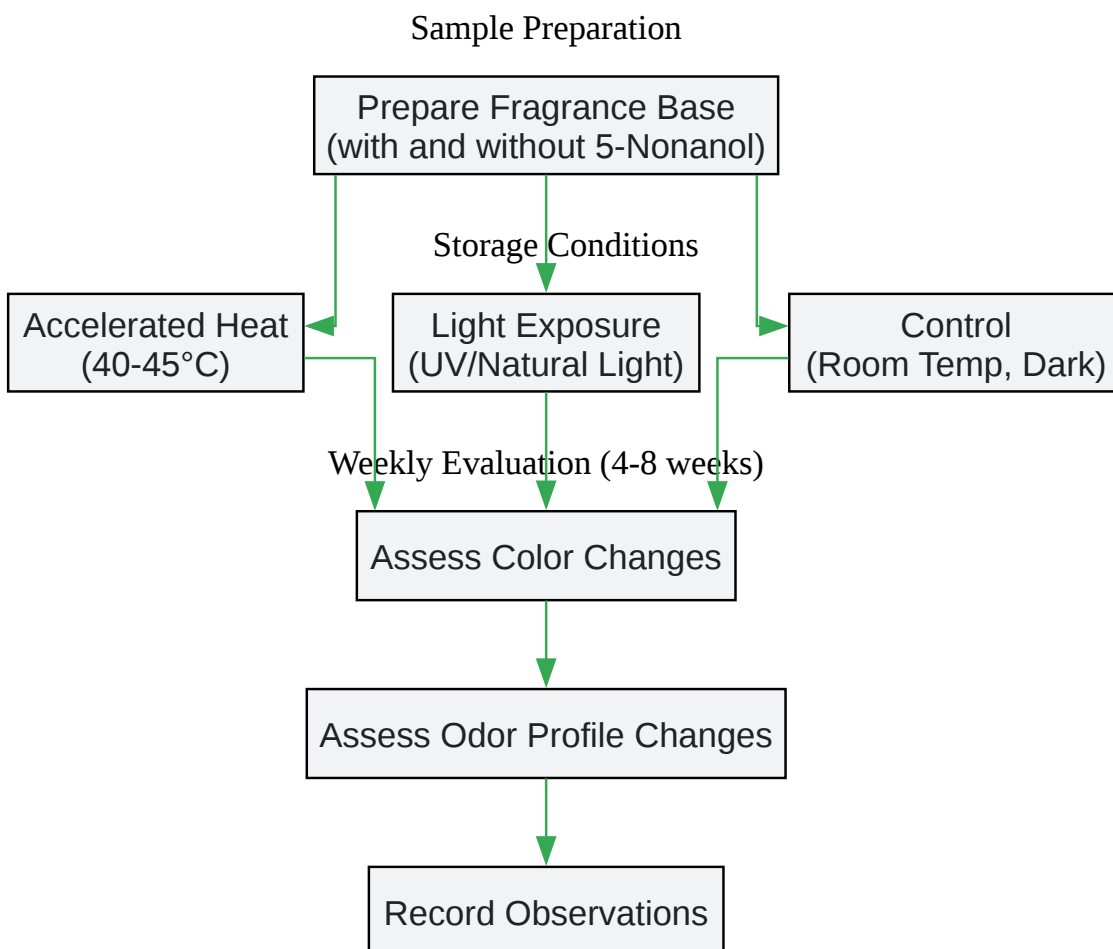 Sample Preparation
Prepare Fragrance Base
(with and without 5-Nonanol)
Storage Conditions
Accelerated Heat
(40-45°C)
Light Exposure
(UV/Natural Light)
Control
(Room Temp, Dark)
Weekly Evaluation (4-8 weeks)
Assess Color Changes
Assess Odor Profile Changes
Record Observations